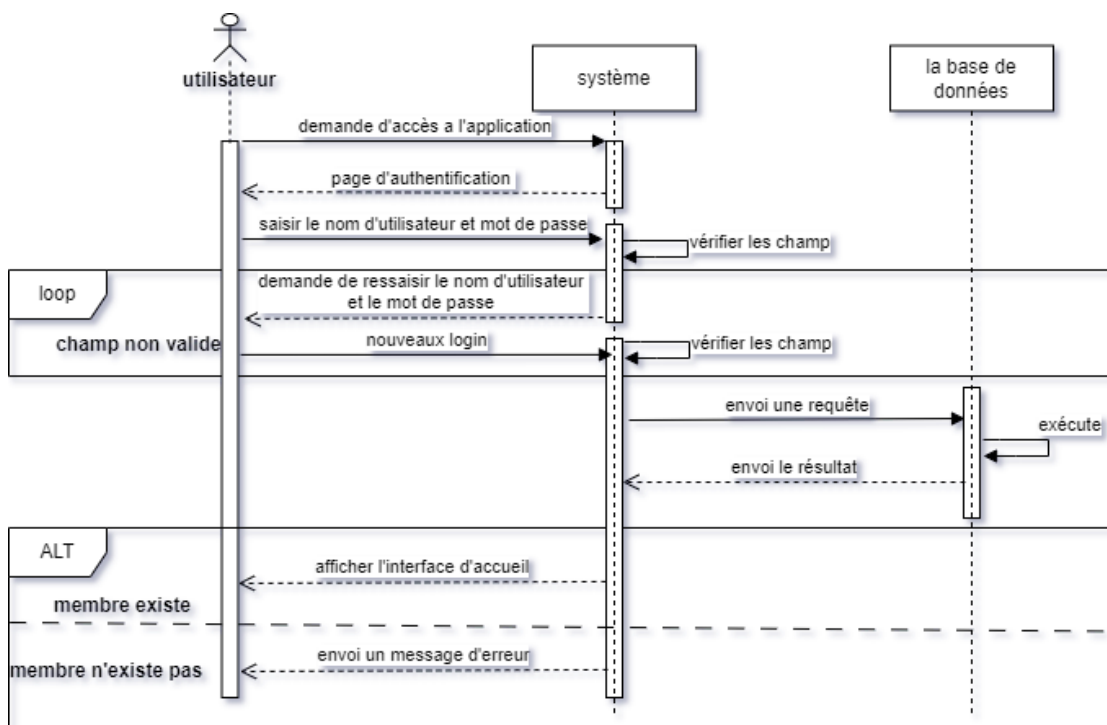 utilisateur
système
la base de
données
demande d'accès a l'application
page d'authentification
saisir le nom d'utilisateur et mot de passe
vérifier les champ
loop
demande de ressaisir le nom d'utilisateur
et le mot de passe
champ non valide
nouveaux login
vérifier les champ
envoi une requête
exécute
envoi le résultat
ALT
afficher l'interface d'accueil
membre existe
membre n'existe pas
envoi un message d'erreur